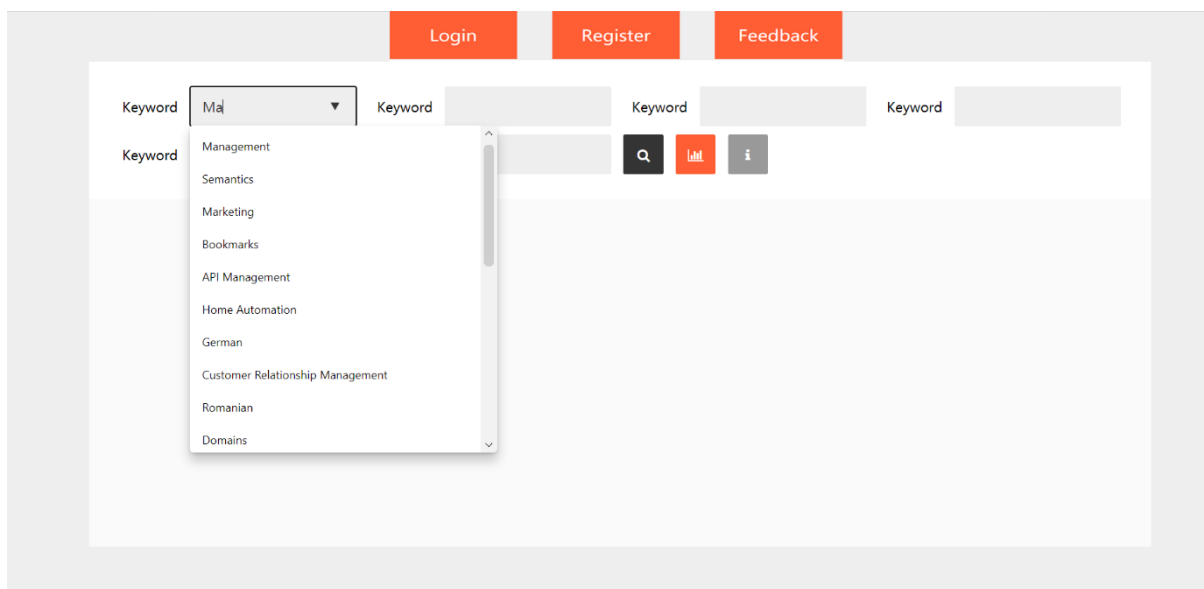 Login Register Feedback
Keyword Ma Keyword Keyword Keyword
Keyword
Management
Semantics
Marketing
Bookmarks
API Management
Home Automation
German
Customer Relationship Management
Romanian
Domains